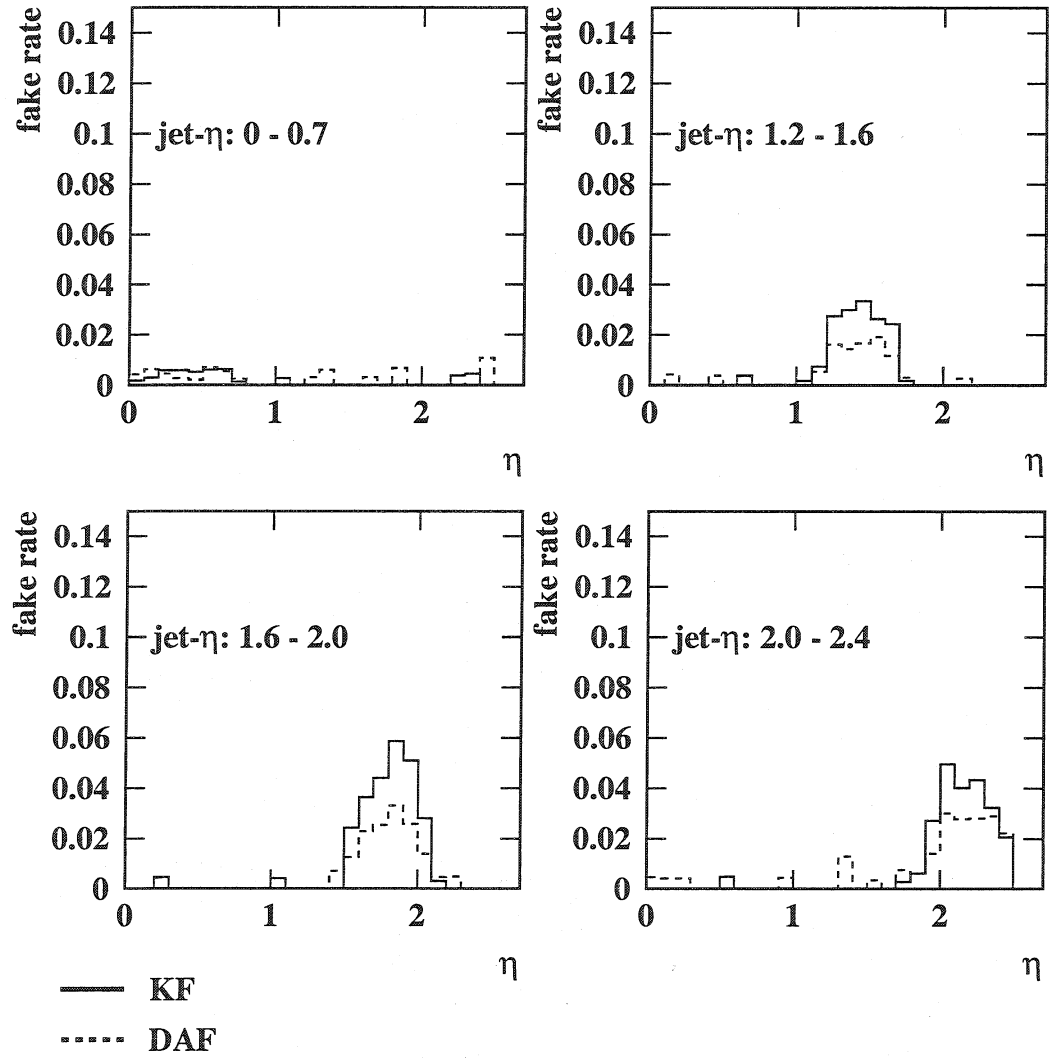 fake rate
0.14
0.12
0.1
0.08
0.06
0.04
0.02
0
jet-η: 0 - 0.7
0 1 2
η
fake rate
0.14
0.12
0.1
0.08
0.06
0.04
0.02
0
jet-η: 1.2 - 1.6
0 1 2
η
fake rate
0.14
0.12
0.1
0.08
0.06
0.04
0.02
0
jet-η: 1.6 - 2.0
0 1 2
η
fake rate
0.14
0.12
0.1
0.08
0.06
0.04
0.02
0
jet-η: 2.0 - 2.4
0 1 2
η
KF
DAF